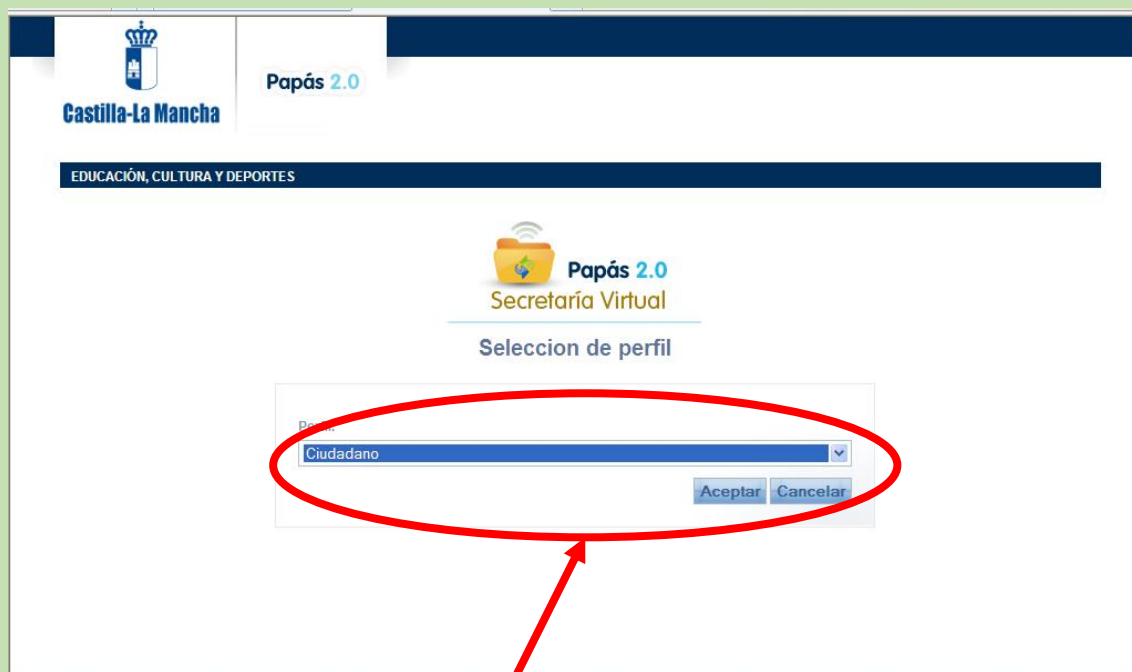 Castilla-La Mancha
Papás 2.0
EDUCACIÓN, CULTURA Y DEPORTES
Papás 2.0
Secretaría Virtual
Seleccion de perfil
Ciudadano
Aceptar Cancelar